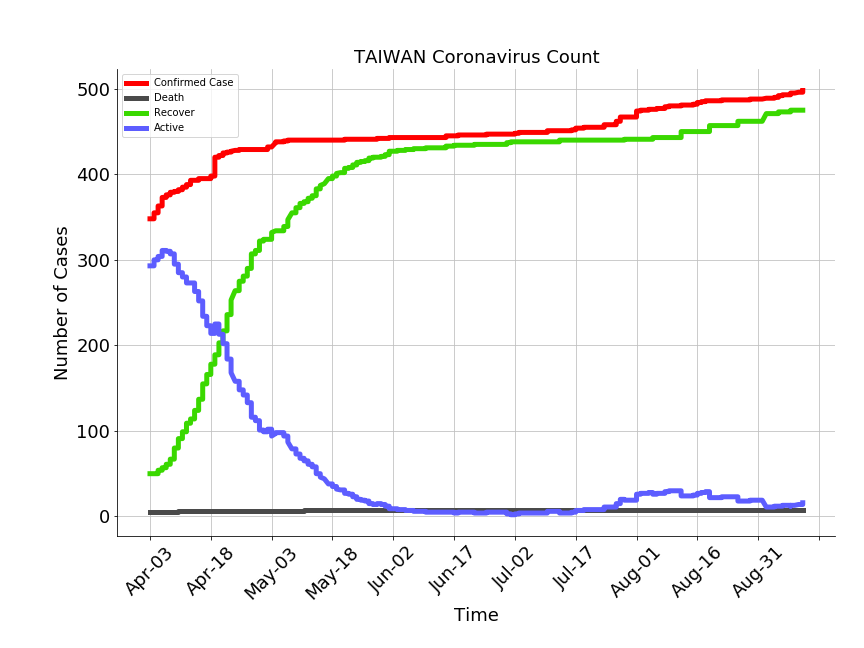 TAIWAN Coronavirus Count
Confirmed Case
Death
Recover
Active
Number of Cases
500
400
300
200
100
0
Apr-03
Apr-18
May-03
May-18
Jun-02
Jun-17
Jul-02
Jul-17
Aug-01
Aug-16
Aug-31
Time